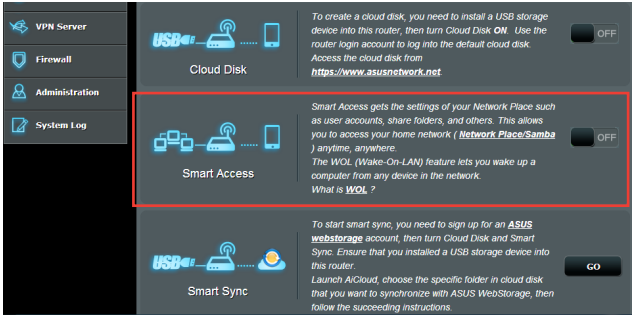 VPN Server
Firewall
Administration
System Log
USB
Cloud Disk
To create a cloud disk, you need to install a USB storage
device into this router, then turn Cloud Disk ON. Use the
router login account to log into the default cloud disk.
Access the cloud disk from
https://www.asusnetwork.net.
OFF
Smart Access
Smart Access gets the settings of your Network Place such
as user accounts, share folders, and others. This allows
you to access your home network ( Network Place/Samba
) anytime, anywhere.
The WOL (Wake-On-LAN) feature lets you wake up a
computer from any device in the network.
What is WOL ?
OFF
USB
Smart Sync
To start smart sync, you need to sign up for an ASUS
webstorage account, then turn Cloud Disk and Smart
Sync. Ensure that you installed a USB storage device into
this router.
Launch AiCloud, choose the specific folder in cloud disk
that you want to synchronize with ASUS WebStorage, then
follow the succeeding instructions.
GO